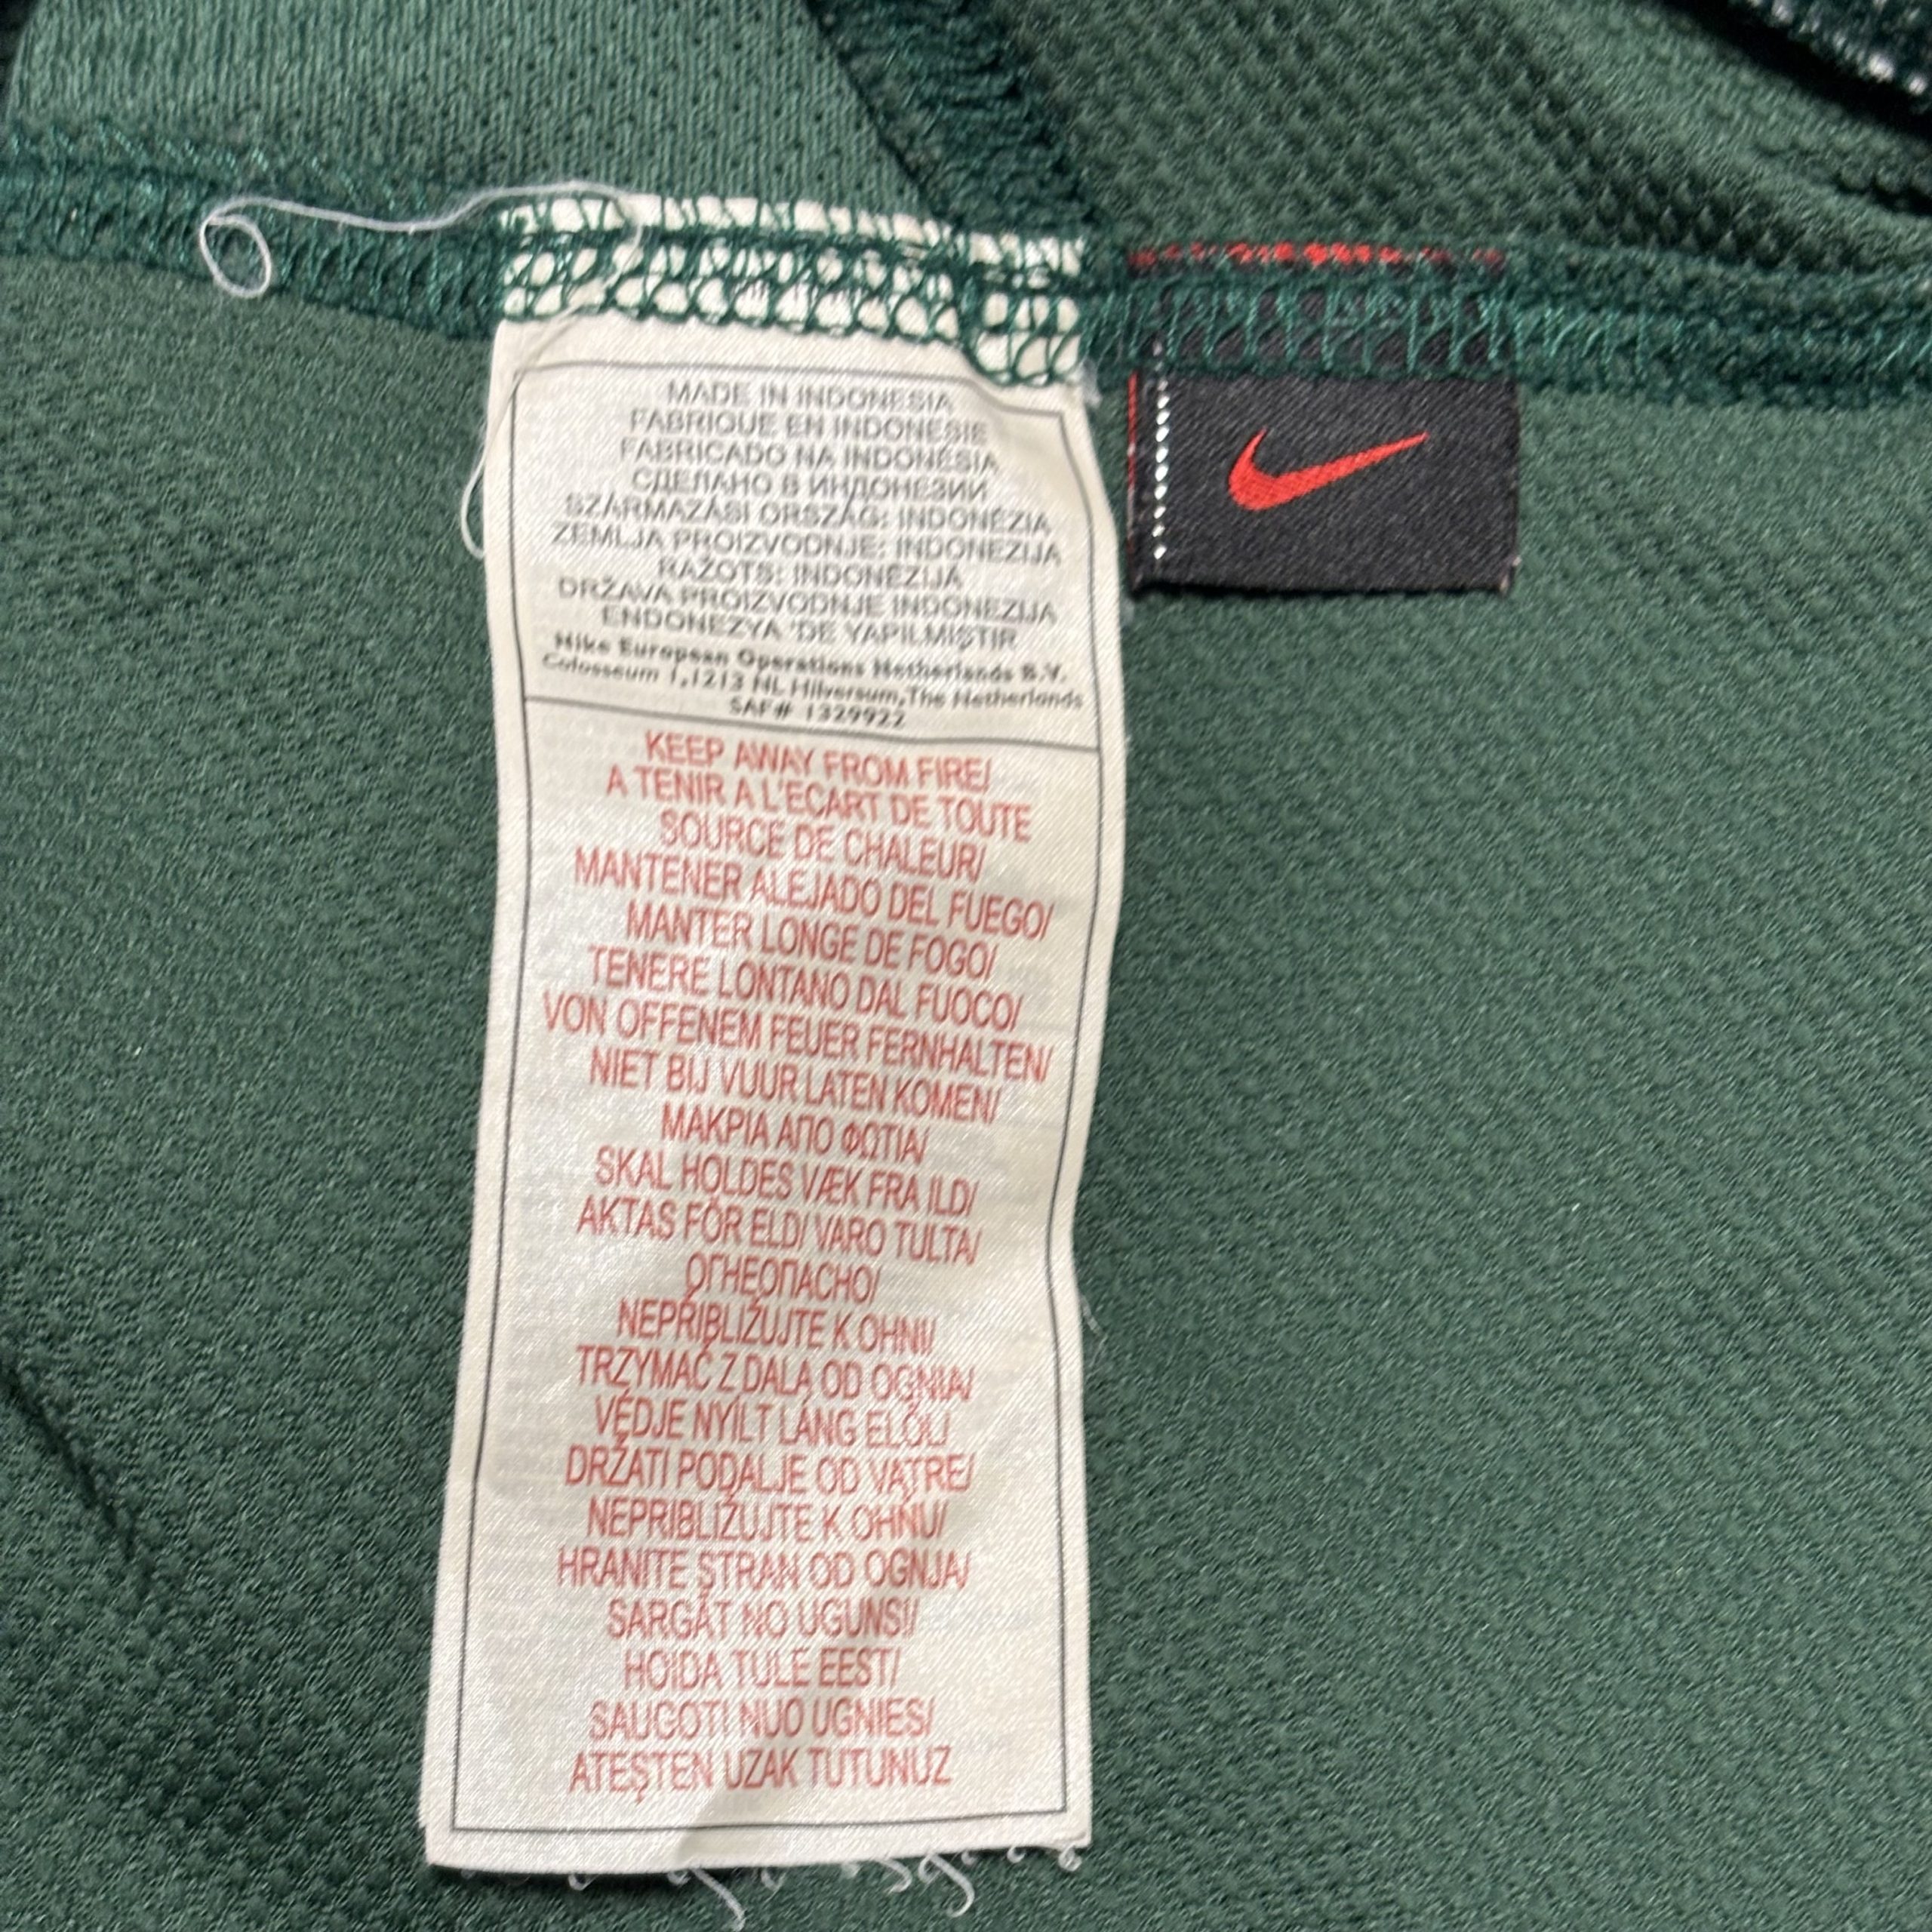 MADE IN INDONESIA
FABRIQUE EN INDONESIE
FABRICADO NA INDONÉSIA
СДЕЛАНО В ИНДОНЕЗИИ
SZÁRMAZÁSI ORSZÁG: INDONÉZIA
ZEMLJA PROIZVODNJE: INDONEZIJA
RAŽOTS: INDONĒZIJĀ
DRŽAVA PROIZVODNJE INDONEZIJA
ENDONEZYA 'DE YAPILMIŞTIR
Nike European Operations Netherlands B.V.
Colosseum 1,1213 NL Hilversum,The Netherlands
SAF# 1329922
KEEP AWAY FROM FIRE/
A TENIR A L'ECART DE TOUTE
SOURCE DE CHALEUR/
MANTENER ALEJADO DEL FUEGO/
MANTER LONGE DE FOGO/
TENERE LONTANO DAL FUOCO/
VON OFFENEM FEUER FERNHALTEN/
NIET BIJ VUUR LATEN KOMEN/
ΜΑΚΡΙΑ ΑΠΟ ΦΩΤΙΑ/
SKAL HOLDES VÆK FRA ILD/
AKTAS FÖR ELD/ VARO TULTA/
ОГНЕОПАСНО/
NEPŘIBLIŽUJTE K OHNI/
TRZYMAĆ Z DALA OD OGNIA/
VÉDJE NYÍLT LÁNG ELŐL/
DRŽATI PODALJE OD VATRE/
NEPRIBLIŽUJTE K OHŇU/
HRANITE STRAN OD OGNJA/
SARGĀT NO UGUNS!/
HOIDA TULE EEST/
SAUGOTI NUO UGNIES/
ATEŞTEN UZAK TUTUNUZ